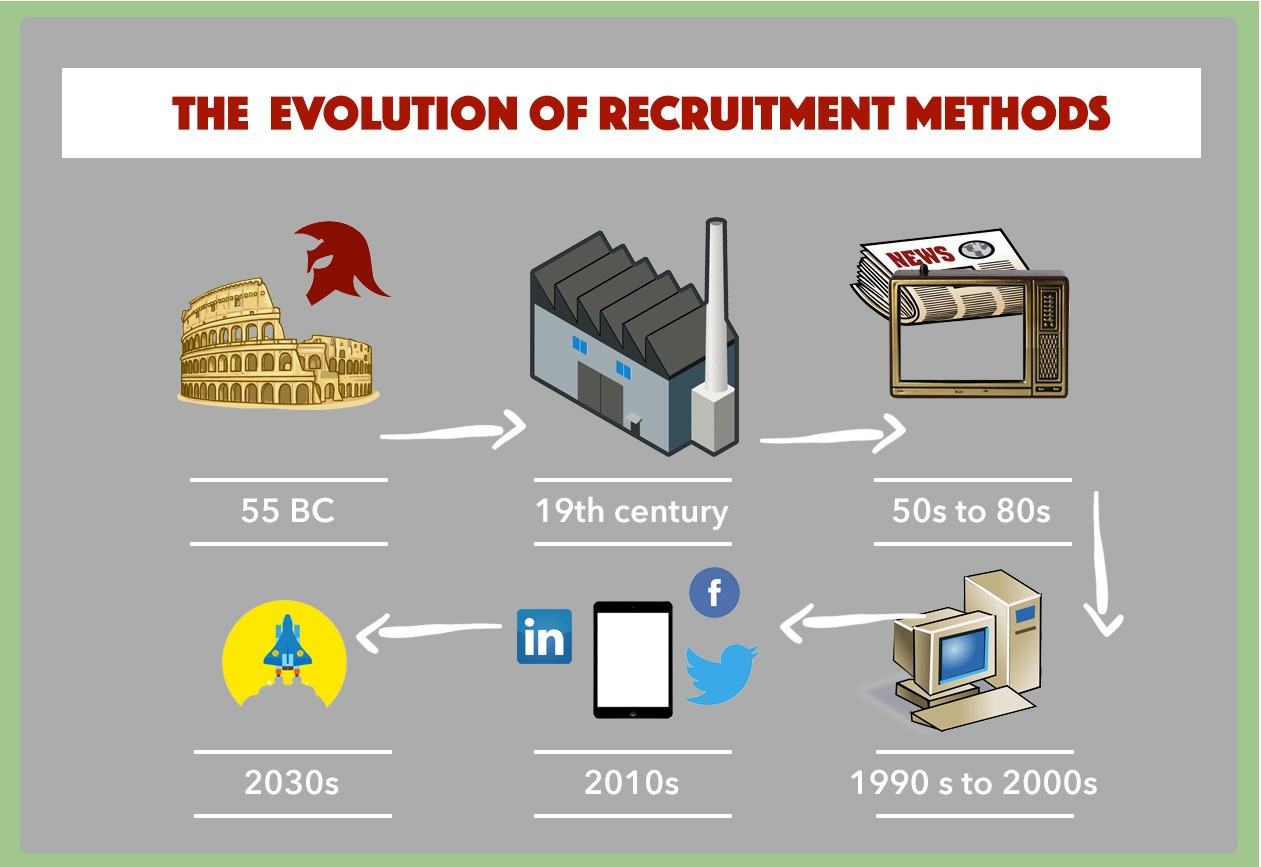 THE EVOLUTION OF RECRUITMENT METHODS
NEWS
55 BC
19th century
50s to 80s
in
f
2030s
2010s
1990 s to 2000s